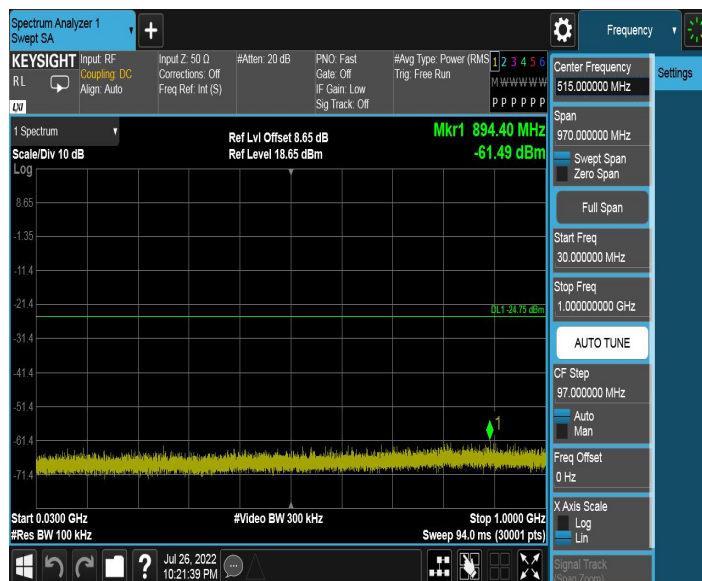 Spectrum Analyzer 1
Swept SA
+
Frequency
KEYSIGHT
RL
LXI
Input: RF
Coupling: DC
Align: Auto
Input Z: 50 Ω
Corrections: Off
Freq Ref: Int (S)
#Atten: 20 dB
PNO: Fast
Gate: Off
IF Gain: Low
Sig Track: Off
#Avg Type: Power (RMS
Trig: Free Run
1 2 3 4 5 6
M W W W W W
P P P P P P
1 Spectrum
Scale/Div 10 dB
Ref Lvl Offset 8.65 dB
Ref Level 18.65 dBm
Mkr1 894.40 MHz
-61.49 dBm
Log
8.65
-1.35
-11.4
-21.4
-31.4
-41.4
-51.4
-61.4
-71.4
DL1 -24.75 dBm
1
Start 0.0300 GHz
#Res BW 100 kHz
#Video BW 300 kHz
Stop 1.0000 GHz
Sweep 94.0 ms (30001 pts)
?
Jul 26, 2022
10:21:39 PM
Center Frequency
515.000000 MHz
Span
970.000000 MHz
Swept Span
Zero Span
Full Span
Start Freq
30.000000 MHz
Stop Freq
1.000000000 GHz
AUTO TUNE
CF Step
97.000000 MHz
Auto
Man
Freq Offset
0 Hz
X Axis Scale
Log
Lin
Signal Track
(Span Zoom)
Settings